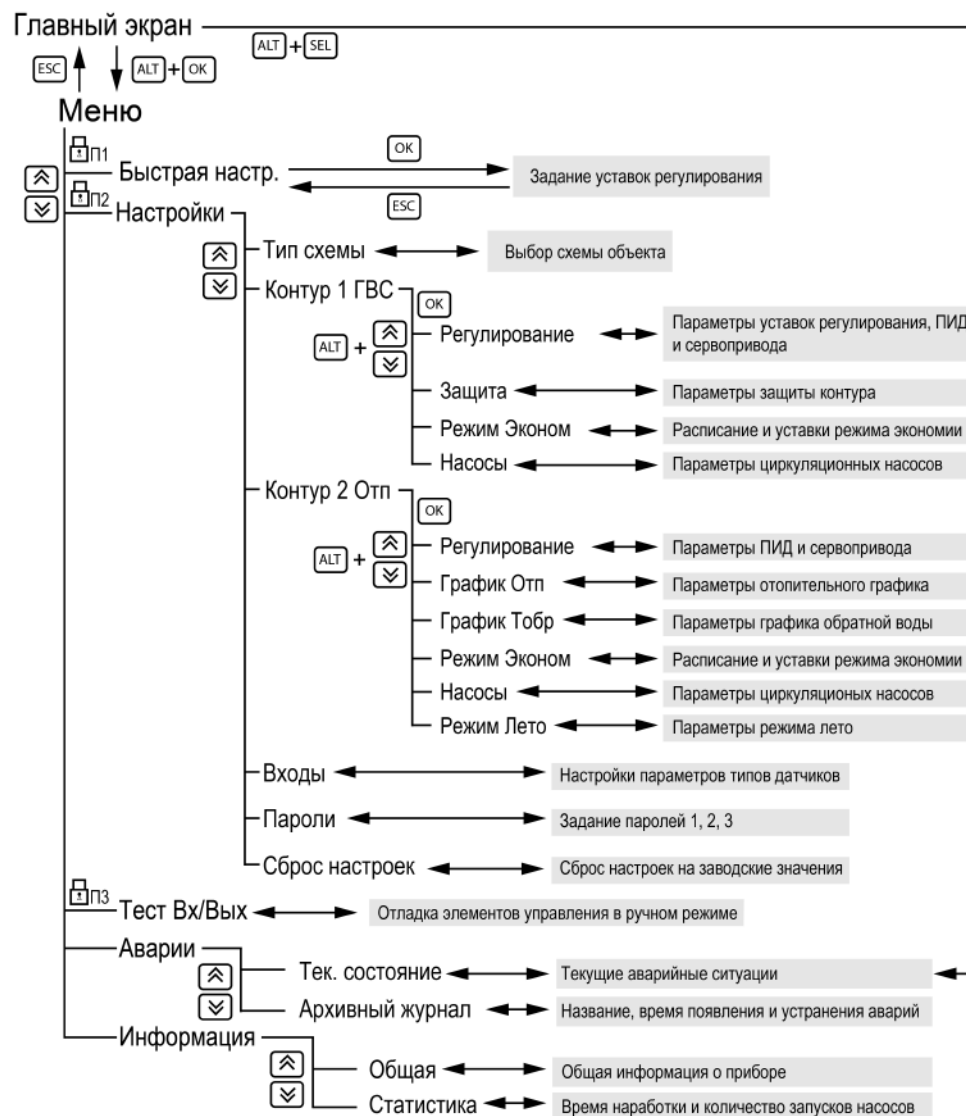 Главный экран
ALT + SEL
ESC ALT + OK
Меню
П1
OK
Быстрая настр. Задание уставок регулирования
П2
ESC
Настройки
Тип схемы Выбор схемы объекта
Контур 1 ГВС
OK
ALT +
Регулирование Параметры уставок регулирования, ПИД
и сервопривода
Защита Параметры защиты контура
Режим Эконом Расписание и уставки режима экономии
Насосы Параметры циркуляционных насосов
Контур 2 Отп
OK
ALT +
Регулирование Параметры ПИД и сервопривода
График Отп Параметры отопительного графика
График Тобр Параметры графика обратной воды
Режим Эконом Расписание и уставки режима экономии
Насосы Параметры циркуляционых насосов
Режим Лето Параметры режима лето
Входы Настройки параметров типов датчиков
Пароли Задание паролей 1, 2, 3
Сброс настроек Сброс настроек на заводские значения
П3
Тест Вх/Вых Отладка элементов управления в ручном режиме
Аварии
Тек. состояние Текущие аварийные ситуации
Архивный журнал Название, время появления и устранения аварий
Информация
Общая Общая информация о приборе
Статистика Время наработки и количество запусков насосов